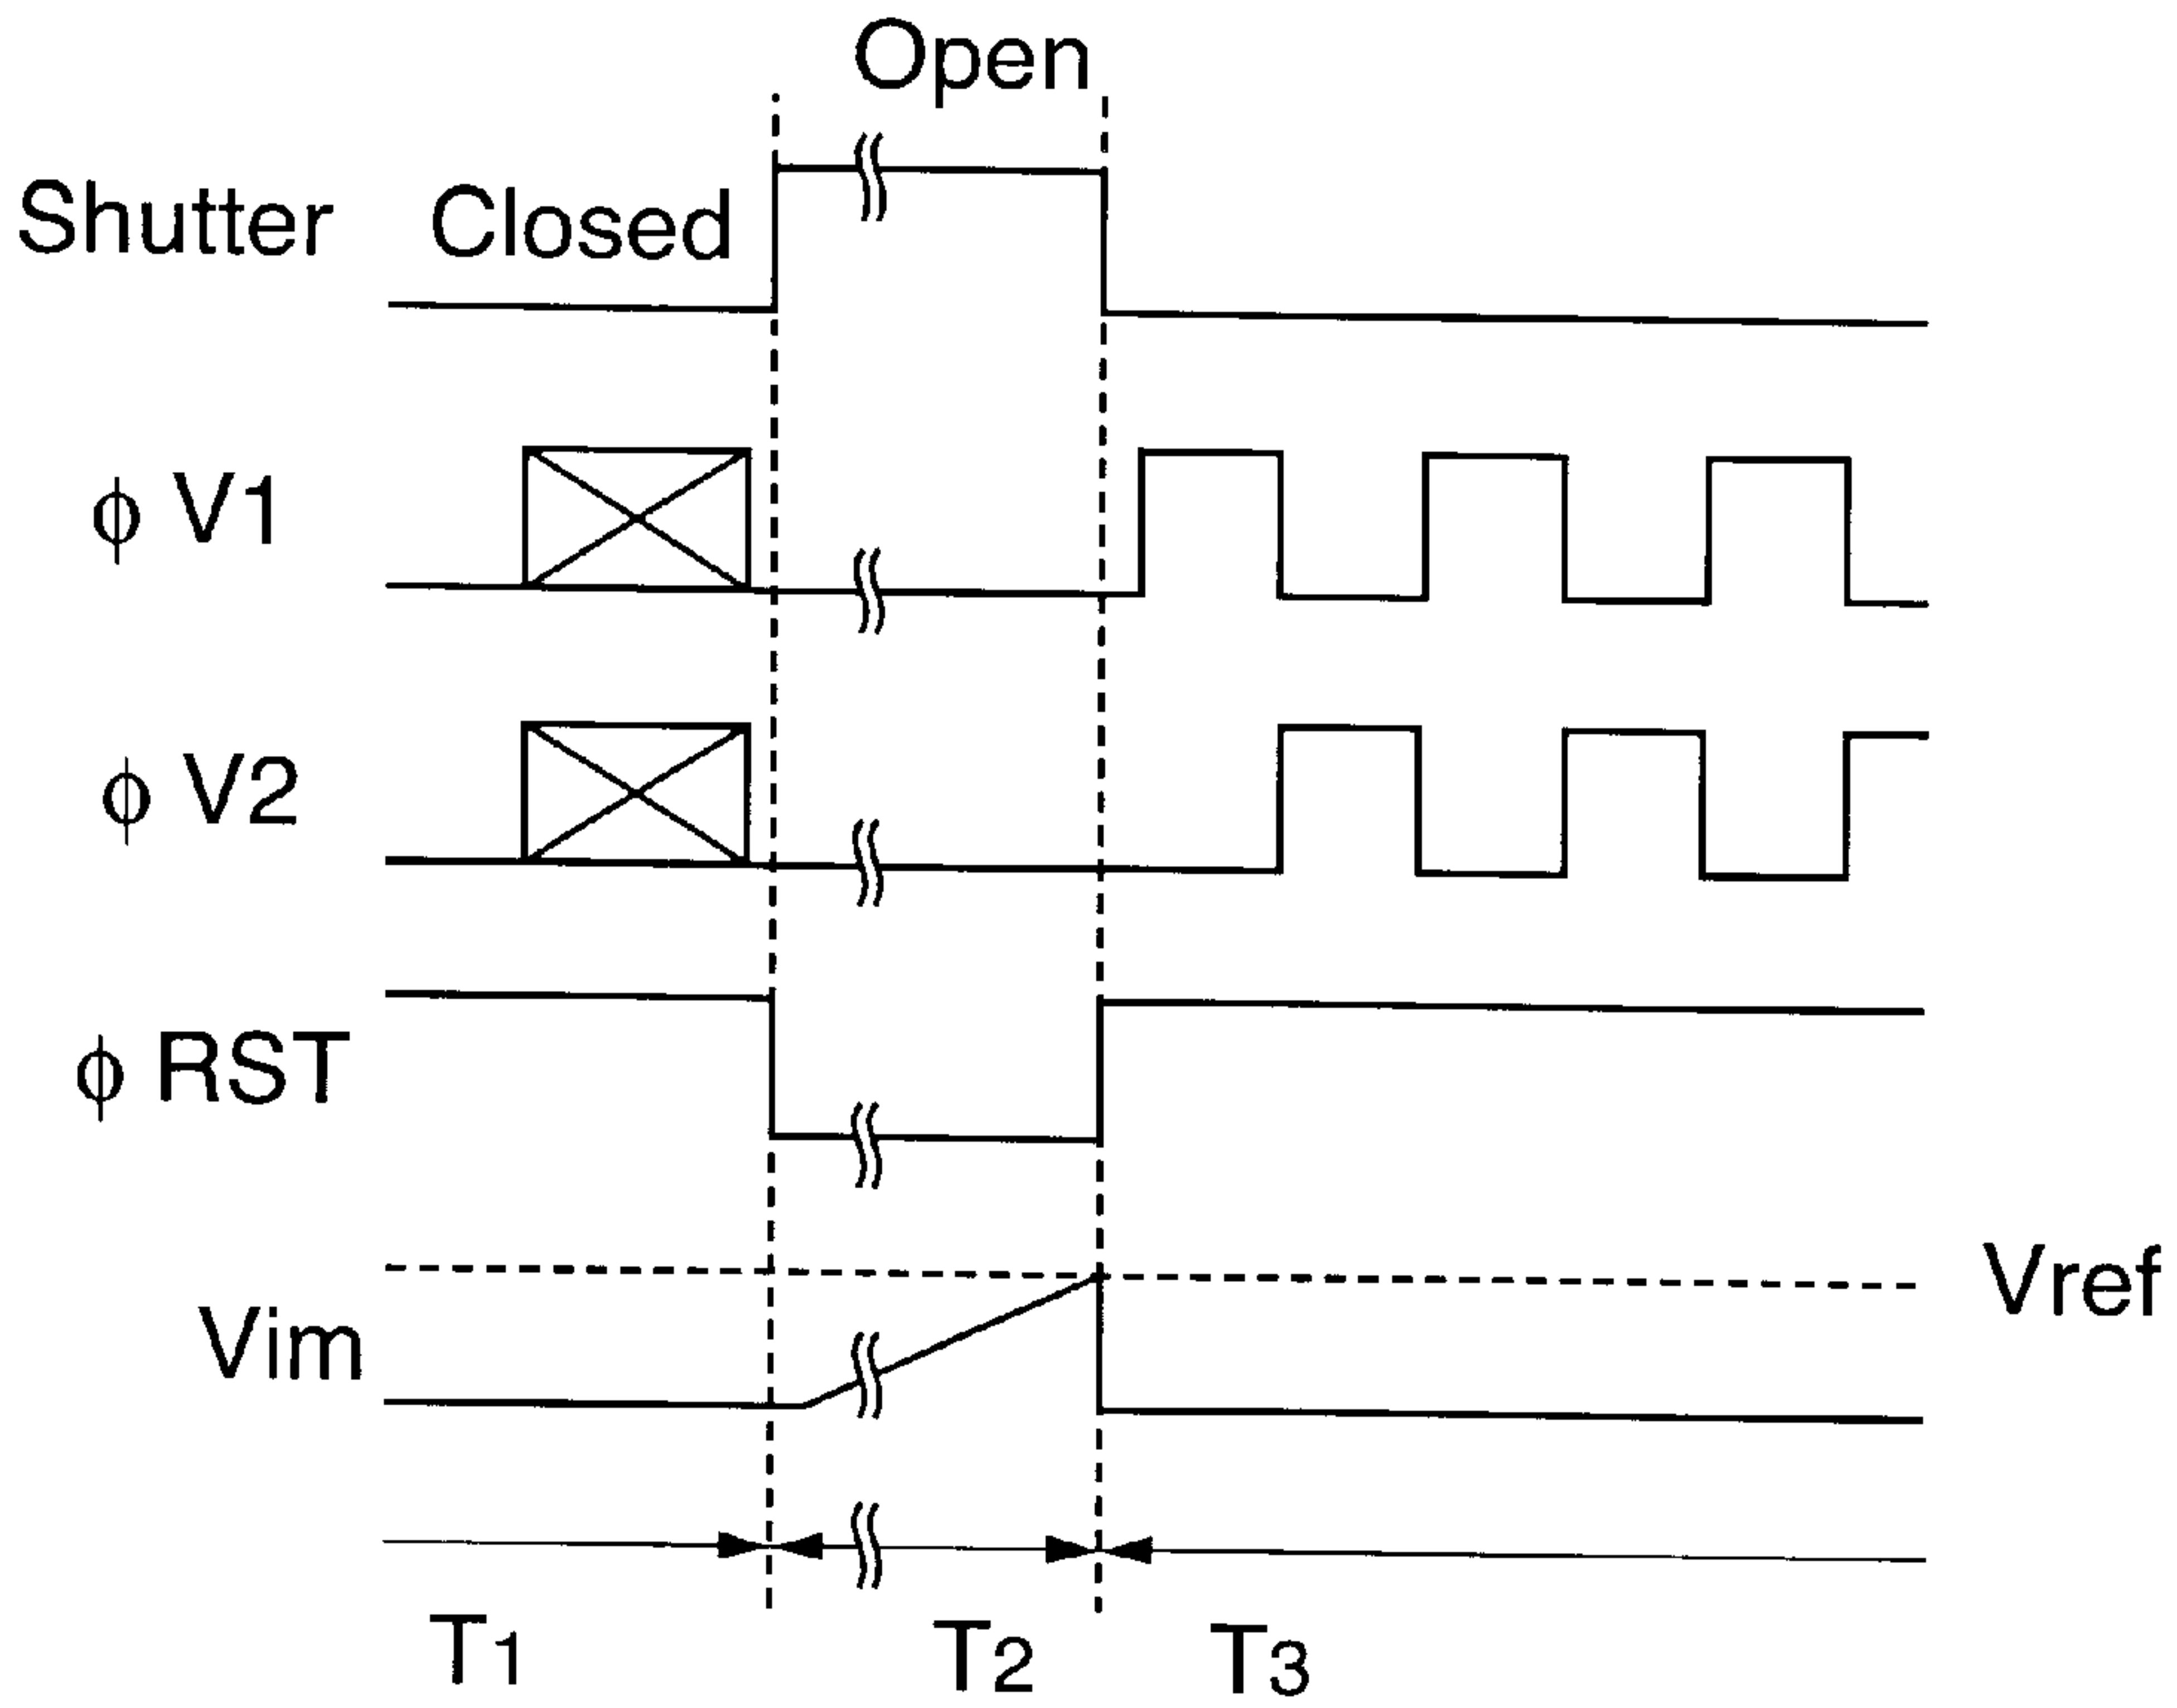 Open
Shutter Closed
ϕ V1
ϕ V2
ϕ RST
Vref
Vim
T1 T2 T3